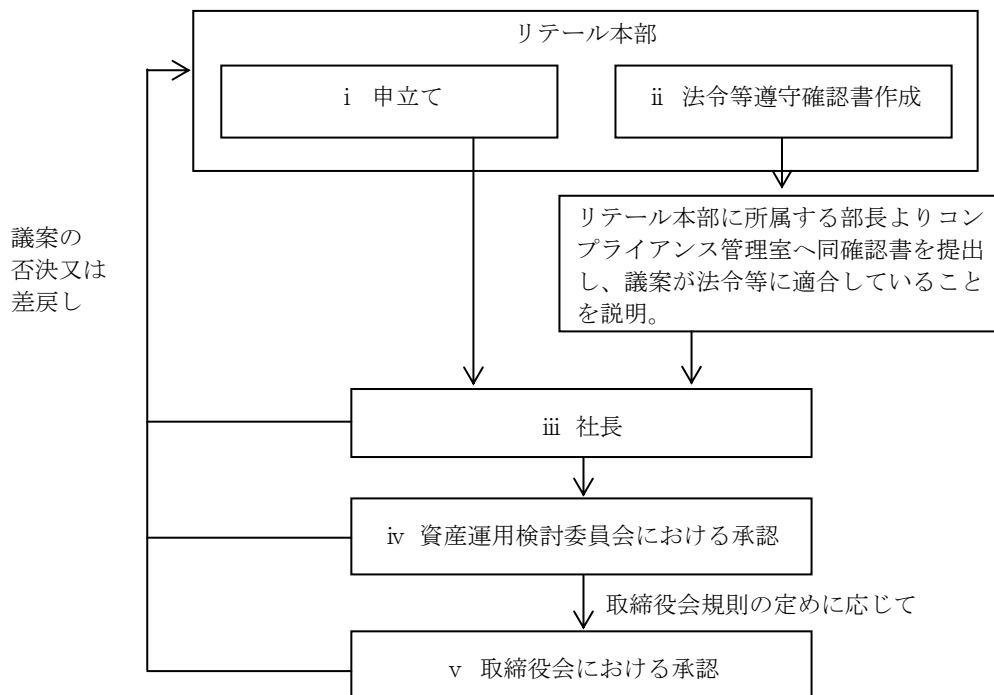 リテール本部
ⅰ 申立て
ⅱ 法令等遵守確認書作成
リテール本部に所属する部長よりコン
プライアンス管理室へ同確認書を提出
し、議案が法令等に適合していること
を説明。
議案の
否決又は
差戻し
ⅲ 社長
ⅳ 資産運用検討委員会における承認
取締役会規則の定めに応じて
ⅴ 取締役会における承認